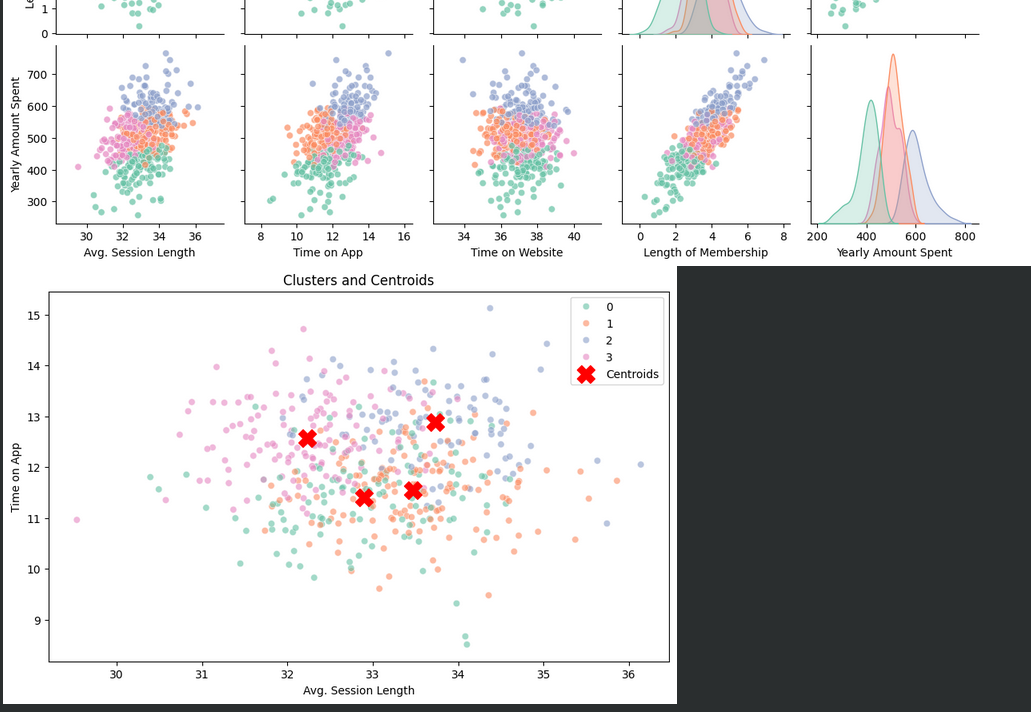 Le
1
0
700
600
500
400
300
Yearly Amount Spent
30 32 34 36
8 10 12 14 16
34 36 38 40
0 2 4 6 8
200 400 600 800
Avg. Session Length
Time on App
Time on Website
Length of Membership
Yearly Amount Spent
Clusters and Centroids
0
1
2
3
Centroids
15
14
13
12
11
10
9
Time on App
30 31 32 33 34 35 36
Avg. Session Length